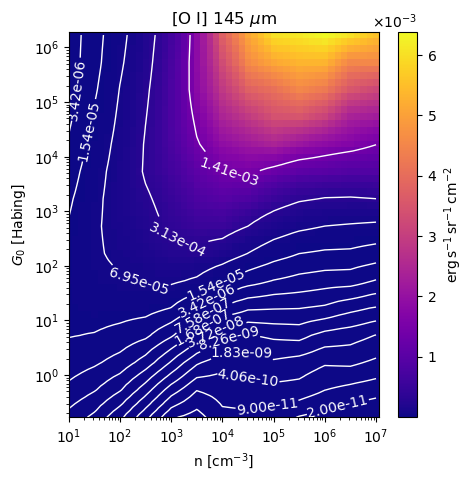 [O I] 145 μm
×10⁻³
10⁶
10⁵
10⁴
10³
10²
10¹
10⁰
G₀ [Habing]
3.42e-06
1.54e-05
1.41e-03
3.13e-04
6.95e-05
1.54e-05
3.42e-06
7.58e-07
1.68e-07
8.26e-09
1.83e-09
4.06e-10
9.00e-11
2.00e-11
10¹ 10² 10³ 10⁴ 10⁵ 10⁶ 10⁷
n [cm⁻³]
6
5
4
3
2
1
erg s⁻¹ sr⁻¹ cm⁻²